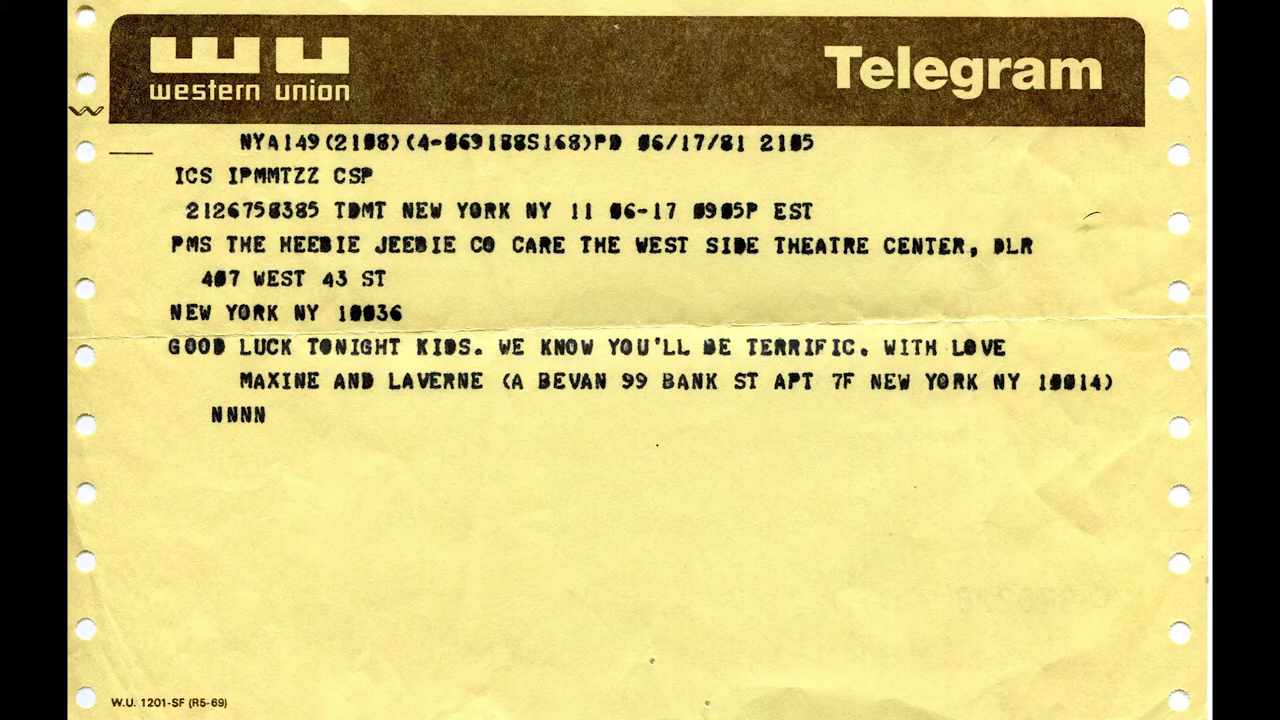 WU
western union
Telegram
NYA149(2108)(4-069188S168)PD 06/17/81 2105
ICS IPMMTZZ CSP
2126758385 TDMT NEW YORK NY 11 06-17 0905P EST
PMS THE HEEBIE JEEBIE CO CARE THE WEST SIDE THEATRE CENTER, DLR
407 WEST 43 ST
NEW YORK NY 10036
GOOD LUCK TONIGHT KIDS. WE KNOW YOU'LL BE TERRIFIC. WITH LOVE
MAXINE AND LAVERNE (A BEVAN 99 BANK ST APT 7F NEW YORK NY 10014)
NNNN
W.U. 1201-SF (R5-69)